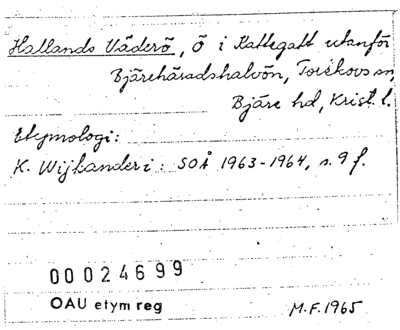 Hallands Väderö, Ö i Kattegatt utanför
Bjärehäradshalvön, Torekovs sn,
Bjäre hd, Krist. l.
Etymologi:
K. Wijkander i: SOÅ 1963-1964, s. 9 f.
00024699
OAU etym reg
M.F. 1965